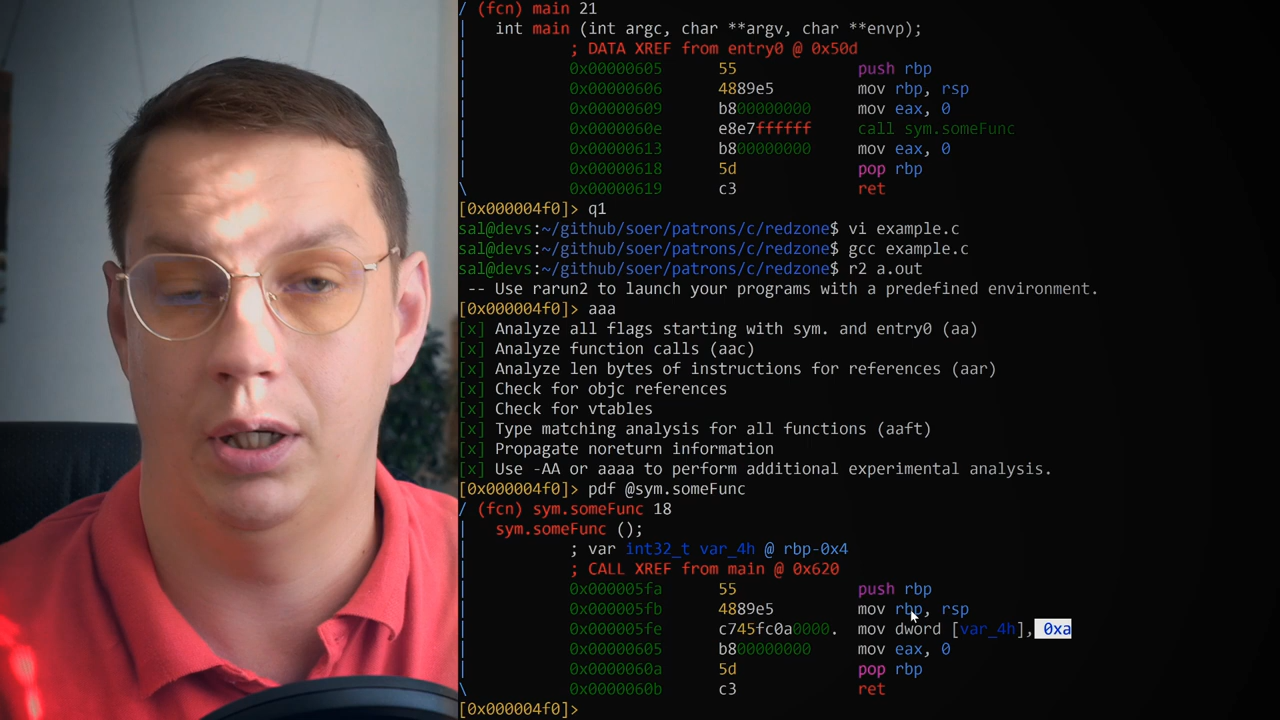 / (fcn) main 21
| int main (int argc, char **argv, char **envp);
| ; DATA XREF from entry0 @ 0x50d
| 0x00000605 55 push rbp
| 0x00000606 4889e5 mov rbp, rsp
| 0x00000609 b800000000 mov eax, 0
| 0x0000060e e8e7ffffff call sym.someFunc
| 0x00000613 b800000000 mov eax, 0
| 0x00000618 5d pop rbp
\ 0x00000619 c3 ret
[0x000004f0]> q1
sal@devs:~/github/soer/patrons/c/redzone$ vi example.c
sal@devs:~/github/soer/patrons/c/redzone$ gcc example.c
sal@devs:~/github/soer/patrons/c/redzone$ r2 a.out
-- Use rarun2 to launch your programs with a predefined environment.
[0x000004f0]> aaa
[x] Analyze all flags starting with sym. and entry0 (aa)
[x] Analyze function calls (aac)
[x] Analyze len bytes of instructions for references (aar)
[x] Check for objc references
[x] Check for vtables
[x] Type matching analysis for all functions (aaft)
[x] Propagate noreturn information
[x] Use -AA or aaaa to perform additional experimental analysis.
[0x000004f0]> pdf @sym.someFunc
/ (fcn) sym.someFunc 18
| sym.someFunc ();
| ; var int32_t var_4h @ rbp-0x4
| ; CALL XREF from main @ 0x620
| 0x000005fa 55 push rbp
| 0x000005fb 4889e5 mov rbp, rsp
| 0x000005fe c745fc0a0000. mov dword [var_4h], 0xa
| 0x00000605 b800000000 mov eax, 0
| 0x0000060a 5d pop rbp
\ 0x0000060b c3 ret
[0x000004f0]>